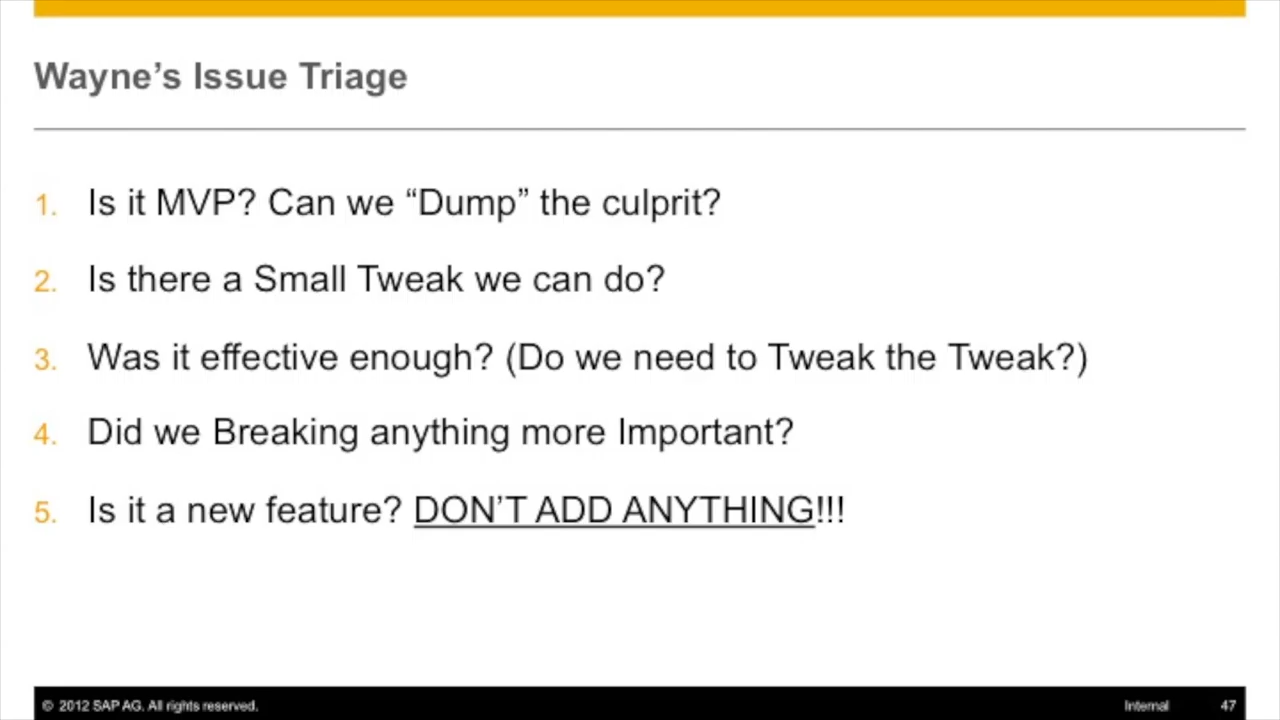 Wayne’s Issue Triage
1. Is it MVP? Can we “Dump” the culprit?
2. Is there a Small Tweak we can do?
3. Was it effective enough? (Do we need to Tweak the Tweak?)
4. Did we Breaking anything more Important?
5. Is it a new feature? DON’T ADD ANYTHING!!!
© 2012 SAP AG. All rights reserved. Internal 47